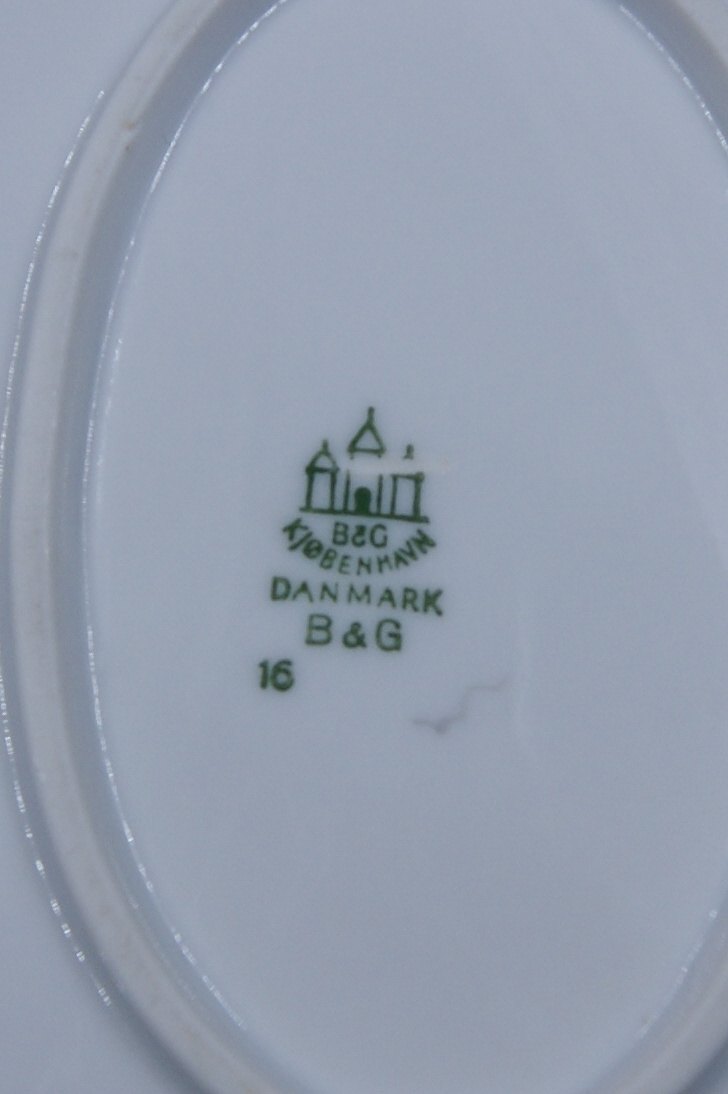 B&G
KJØBENHAVN
DANMARK
B & G
16